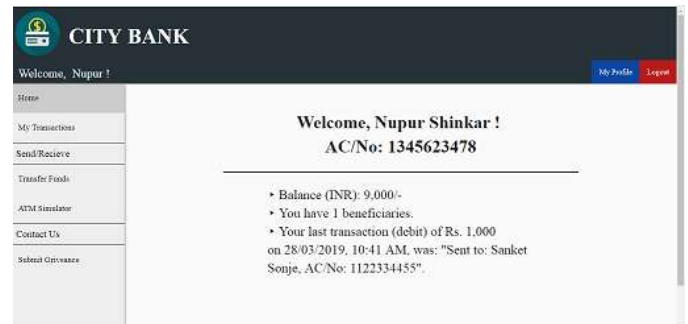 CITY BANK
Welcome, Nupur !
My Profile
Logout
Home
My Transactions
Send/Recieve
Transfer Funds
ATM Simulator
Contact Us
Submit Grivance
Welcome, Nupur Shinkar !
AC/No: 1345623478
‣ Balance (INR): 9,000/-
‣ You have 1 beneficiaries.
‣ Your last transaction (debit) of Rs. 1,000
on 28/03/2019, 10:41 AM, was: "Sent to: Sanket
Sonje, AC/No: 1122334455".